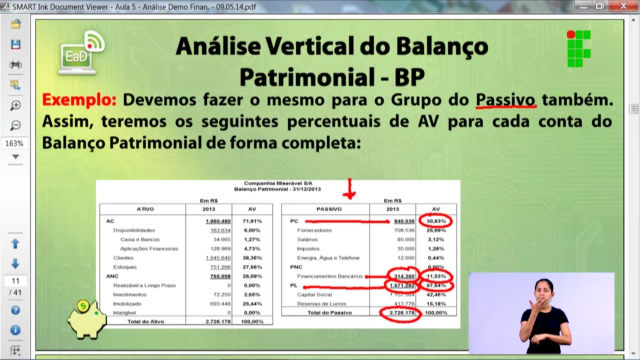 SMART Ink Document Viewer - Aula 5 - Análise Demo Finan. - 09.05.14.pdf
EaD
Análise Vertical do Balanço
Patrimonial - BP
Exemplo: Devemos fazer o mesmo para o Grupo do Passivo também.
Assim, teremos os seguintes percentuais de AV para cada conta do
Balanço Patrimonial de forma completa:
163%
11
/ 41
Companhia Miserável S/A
Balanço Patrimonial - 31/12/2013
Em R$ Em R$
ATIVO 2013 AV PASSIVO 2013 AV
AC 1.960.480 71,91% PC 840.536 30,83%
Disponibilidades 163.634 6,00% Fornecedores 708.536 25,99%
Caixa e Bancos 34.665 1,27% Salários 85.000 3,12%
Aplicações Financeiras 128.969 4,73% Impostos 35.000 1,28%
Clientes 1.045.640 38,36% Energia, Água e Telefone 12.000 0,44%
Estoques 751.206 27,56% PNC 0,00%
ANC 765.698 28,09% Financiamentos Bancários 314.360 11,53%
Realizável a Longo Prazo 0 0,00% PL 1.571.282 57,64%
Investimentos 72.250 2,65% Capital Social 42,46%
Imobilizado 693.448 25,44% Reservas de Lucros 413.778 15,18%
Intangível 0 0,00%
Total do Ativo 2.726.178 100,00% Total do Passivo 2.726.178 100,00%